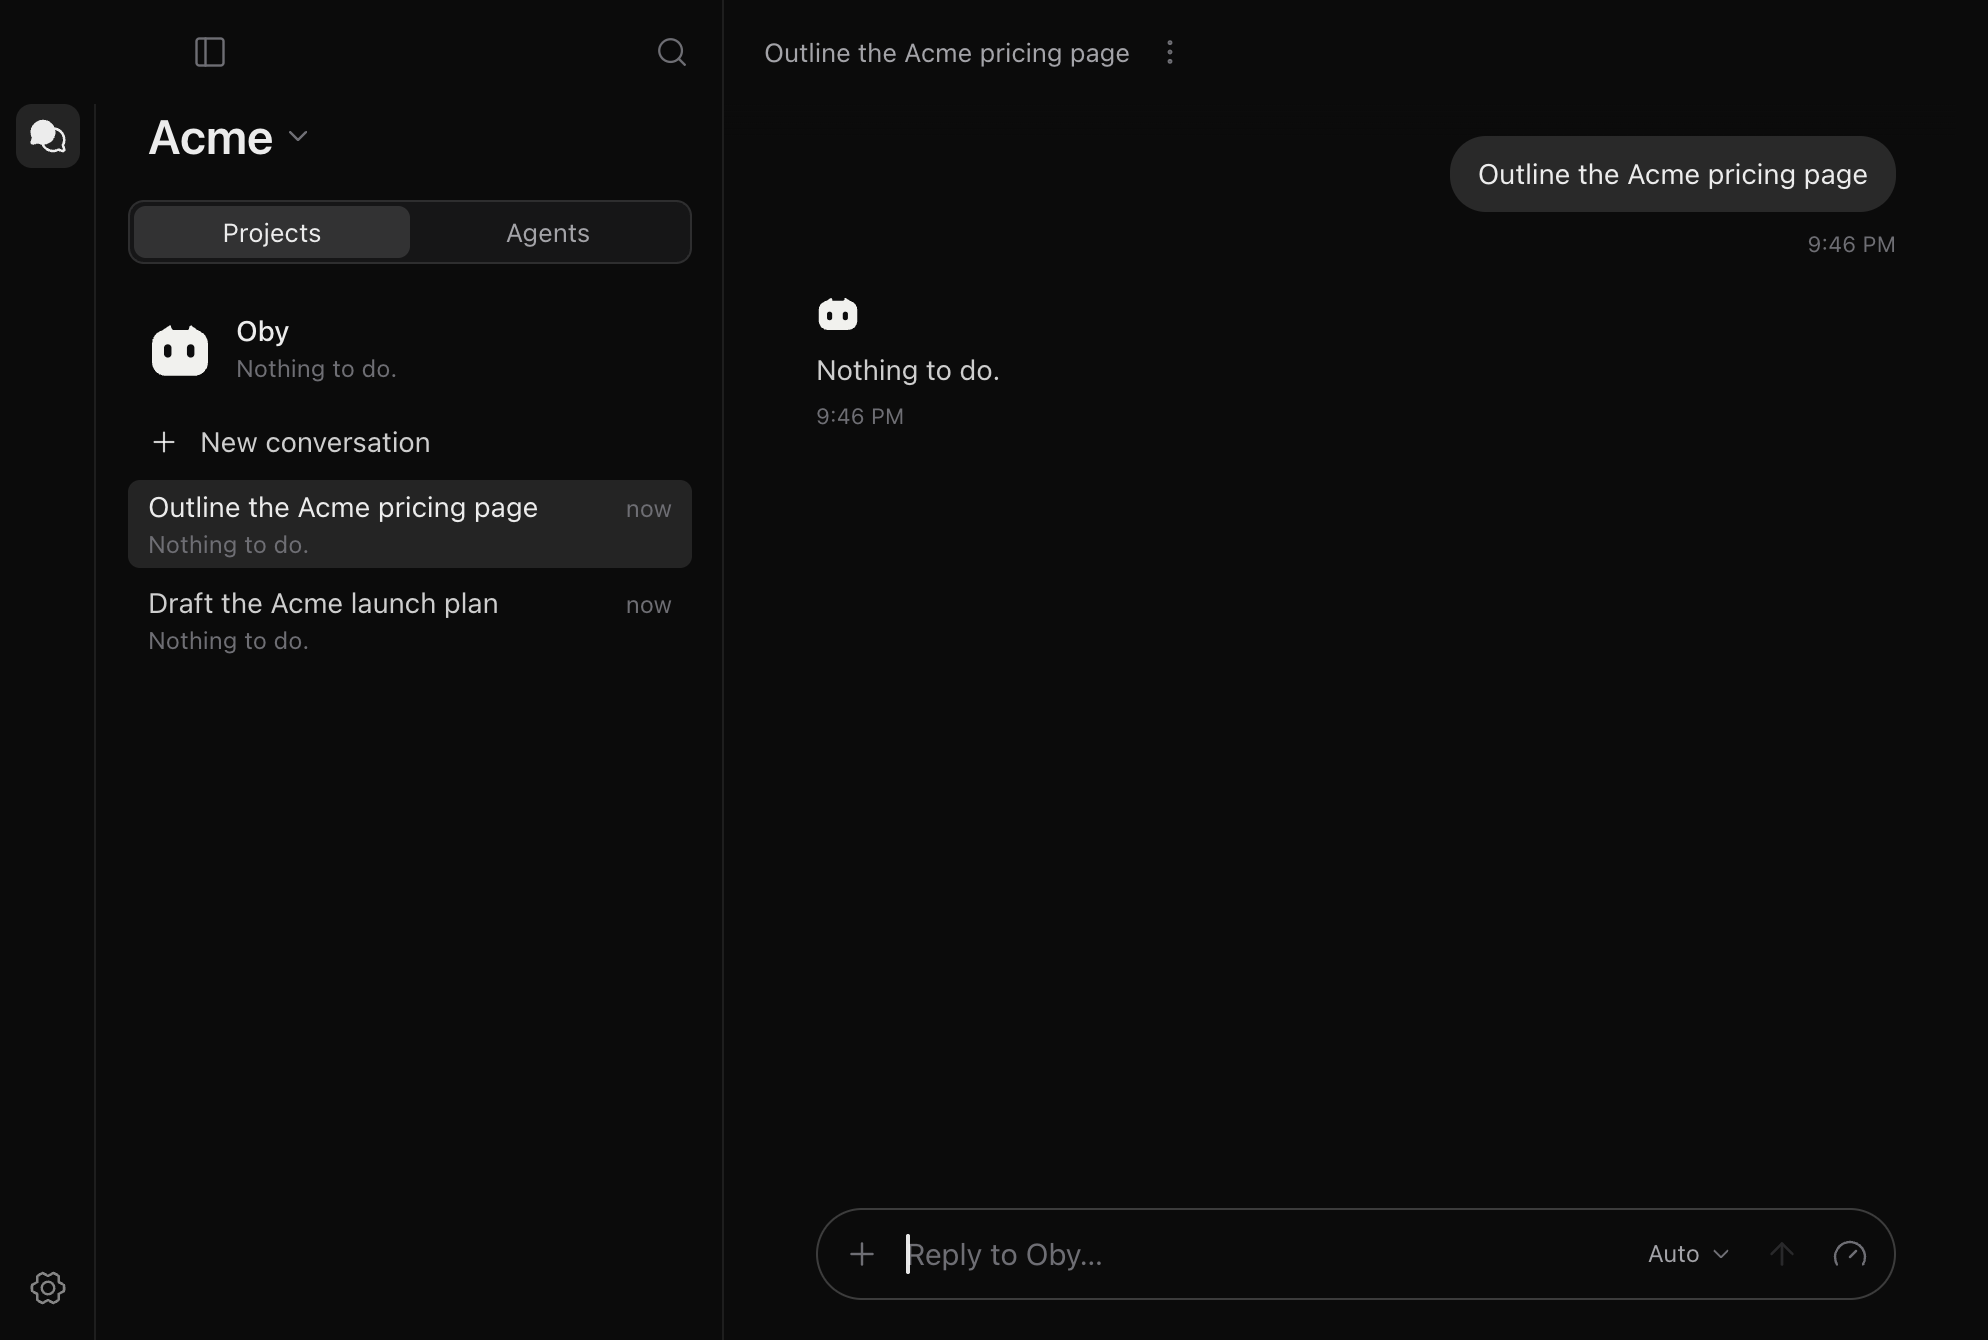 Outline the Acme pricing page
Acme
Projects
Agents
Oby
Nothing to do.
New conversation
Outline the Acme pricing page
now
Nothing to do.
Draft the Acme launch plan
now
Nothing to do.
Outline the Acme pricing page
9:46 PM
Nothing to do.
9:46 PM
Reply to Oby...
Auto